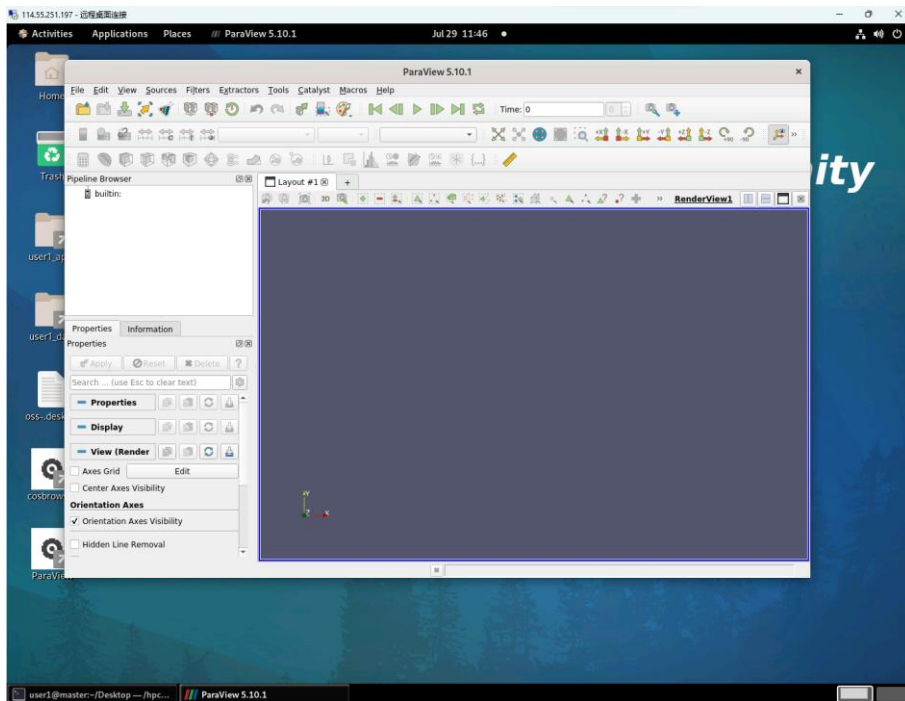 114.55.251.197 - 远程桌面连接
Activities Applications Places ParaView 5.10.1 Jul 29 11:46
ParaView 5.10.1
File Edit View Sources Filters Extractors Tools Catalyst Macros Help
Time: 0
Home
Trash
ity
Pipeline Browser
Layout #1
builtin:
3D
RenderView1
user1_ap
user1_d
Properties Information
Properties
Apply Reset Delete ?
Search ... (use Esc to clear text)
Properties
oss-.desk
Display
View (Render
Axes Grid Edit
Center Axes Visibility
cosbrow
Orientation Axes
Orientation Axes Visibility
Hidden Line Removal
Y
Z X
ParaVie
user1@master:~/Desktop — /hpc... ParaView 5.10.1